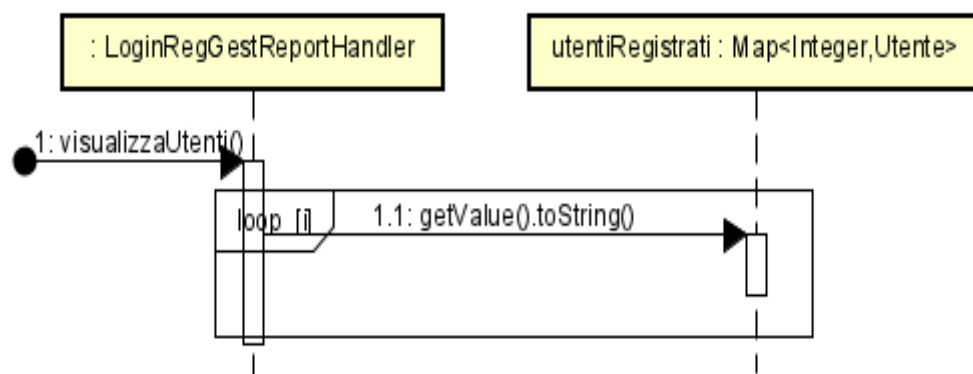 : LoginRegGestReportHandler
utentiRegistrati : Map<Integer,Utente>
1: visualizzaUtenti()
loop [i]
1.1: getValue().toString()